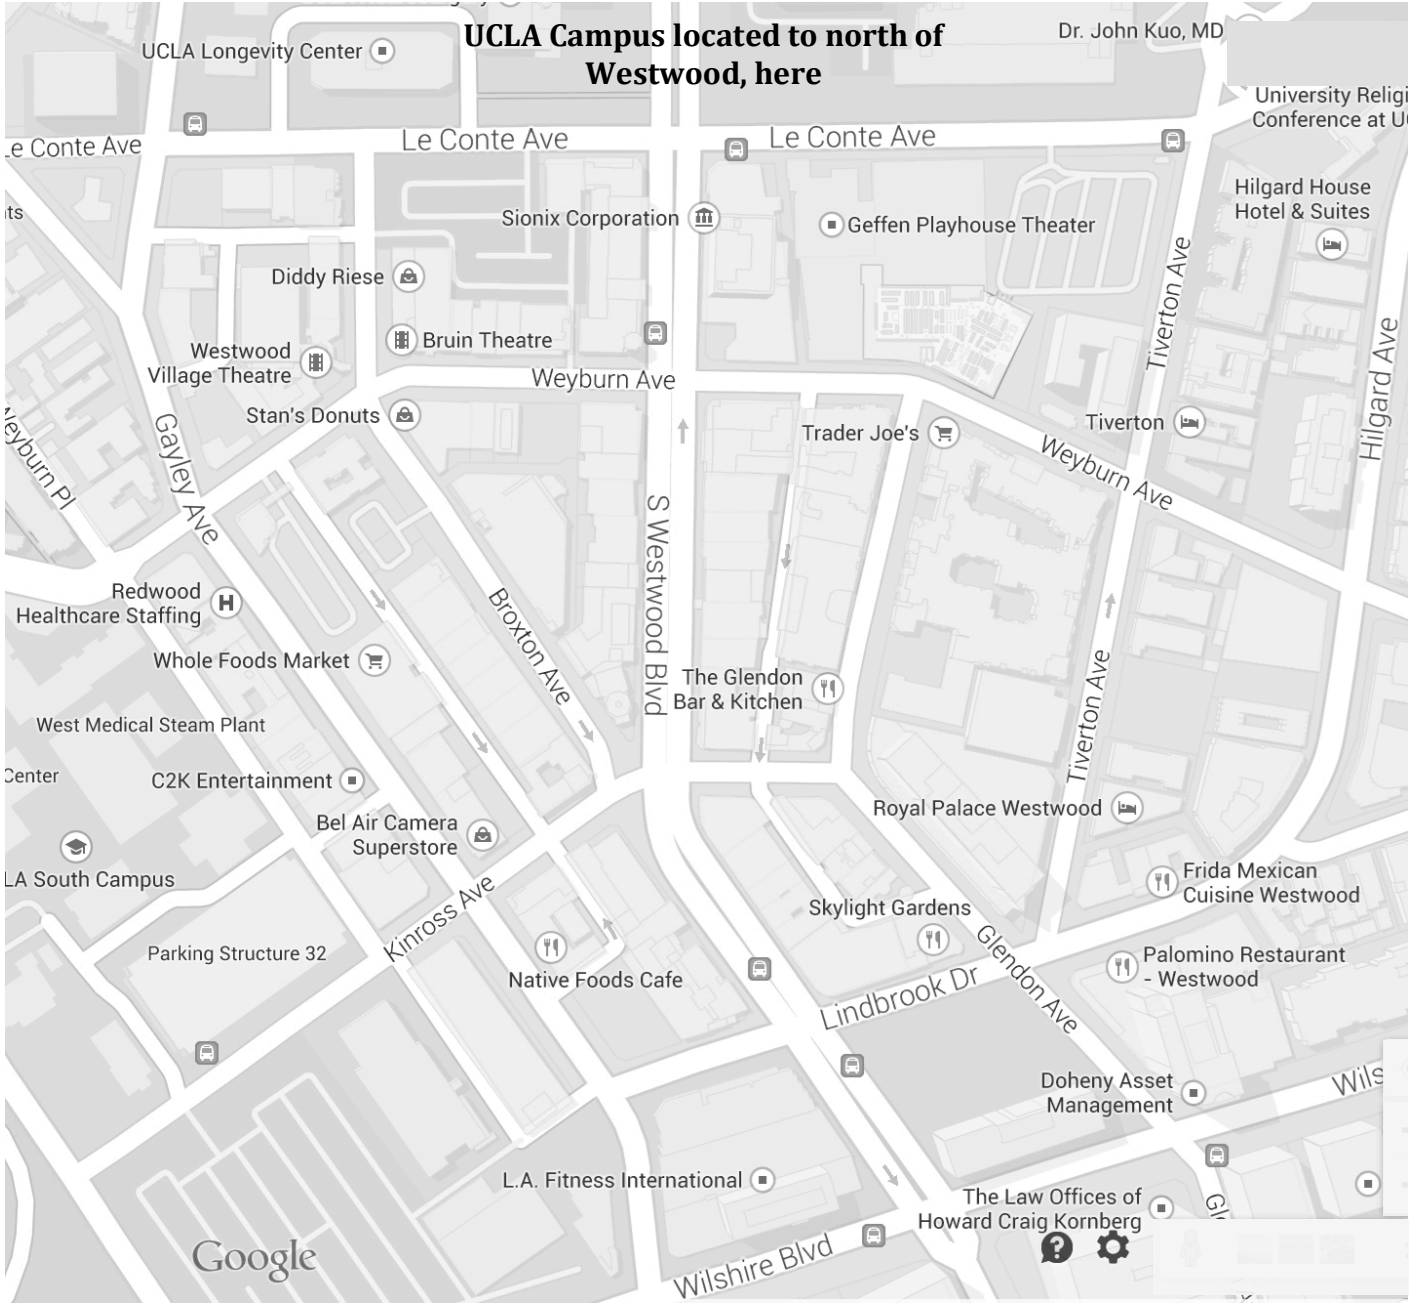 UCLA Campus located to north of
Westwood, here
UCLA Longevity Center
Dr. John Kuo, MD
University Religi
Conference at U
Le Conte Ave
Le Conte Ave
Le Conte Ave
Hilgard House
Hotel & Suites
nts
Sionix Corporation
Geffen Playhouse Theater
Diddy Riese
Tiverton Ave
Bruin Theatre
Westwood
Village Theatre
Weyburn Ave
Hilgard Ave
Stan's Donuts
Gayley Ave
Trader Joe's
Tiverton
Weyburn Pl
Weyburn Ave
S Westwood Blvd
Redwood
Healthcare Staffing
Broxton Ave
Whole Foods Market
The Glendon
Bar & Kitchen
Tiverton Ave
West Medical Steam Plant
Center
C2K Entertainment
Royal Palace Westwood
Bel Air Camera
Superstore
LA South Campus
Frida Mexican
Cuisine Westwood
Kinross Ave
Skylight Gardens
Parking Structure 32
Native Foods Cafe
Glendon Ave
Palomino Restaurant
- Westwood
Lindbrook Dr
Doheny Asset
Management
Wils
L.A. Fitness International
The Law Offices of
Howard Craig Kornberg
Gle
Google
Wilshire Blvd